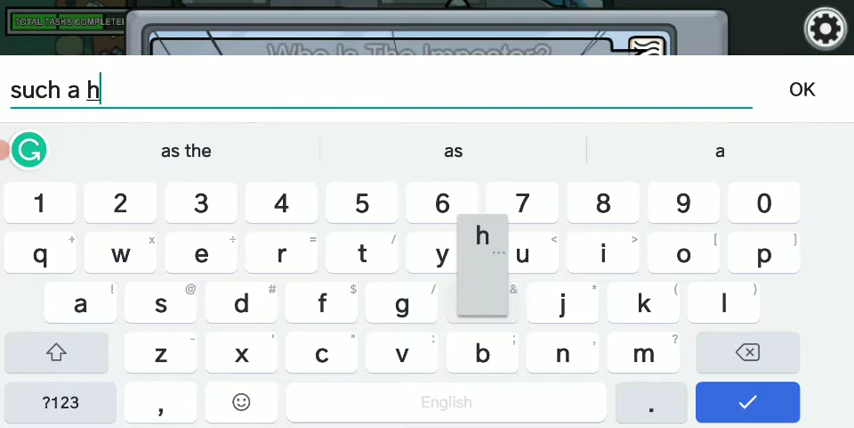 TOTAL TASKS COMPLETE
Who Is The Impostor?
such a h
OK
as the as a
1 2 3 4 5 6 7 8 9 0
q + w x e ÷ r = t / y u < i > o [ p ]
h ...
a ! s @ d # f $ g / & j * k ( l )
z - x ' c " v : b ; n , m ?
?123 , English .